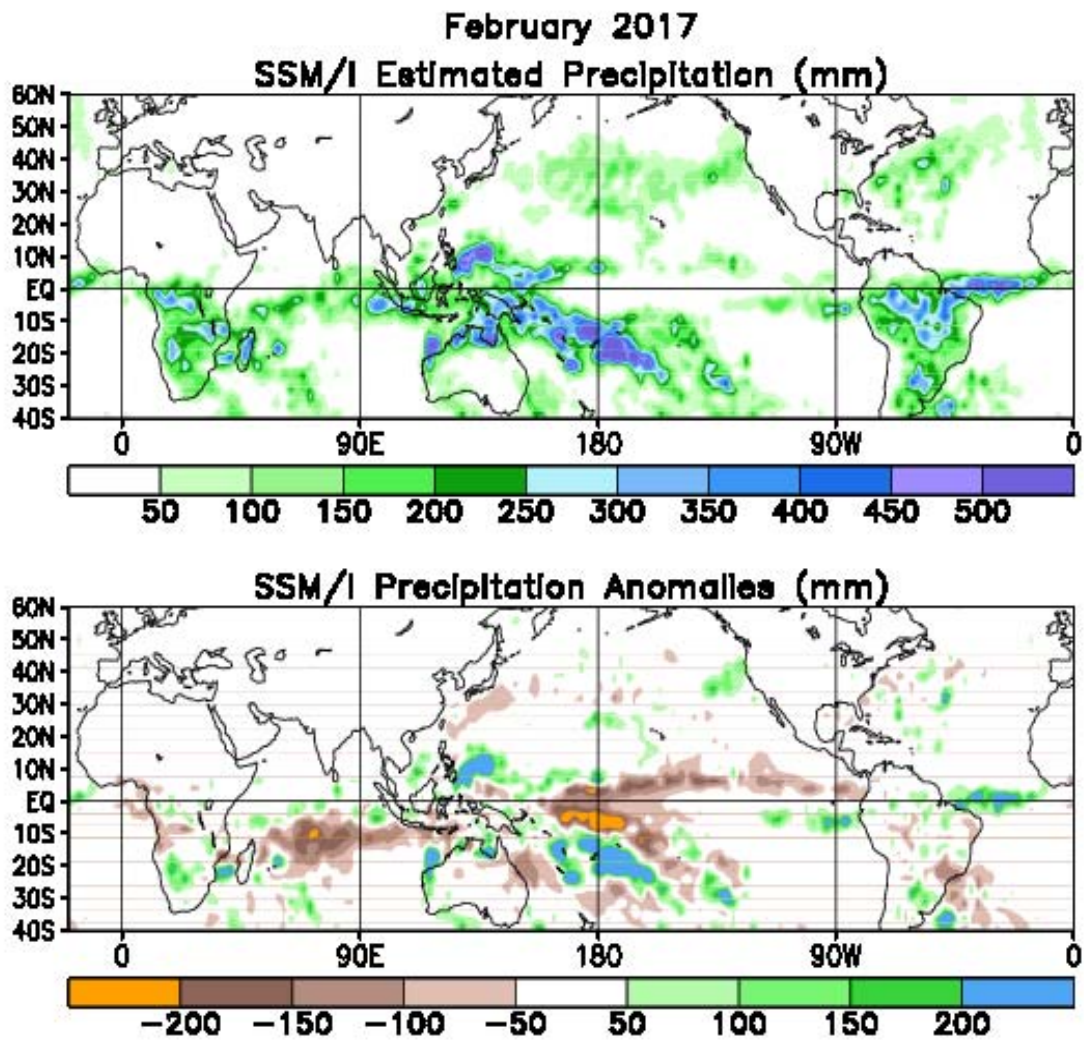 February 2017
SSM/I Estimated Precipitation (mm)
60N
50N
40N
30N
20N
10N
EQ
10S
20S
30S
40S
0 90E 180 90W 0
50 100 150 200 250 300 350 400 450 500
SSM/I Precipitation Anomalies (mm)
60N
50N
40N
30N
20N
10N
EQ
10S
20S
30S
40S
0 90E 180 90W 0
-200 -150 -100 -50 50 100 150 200